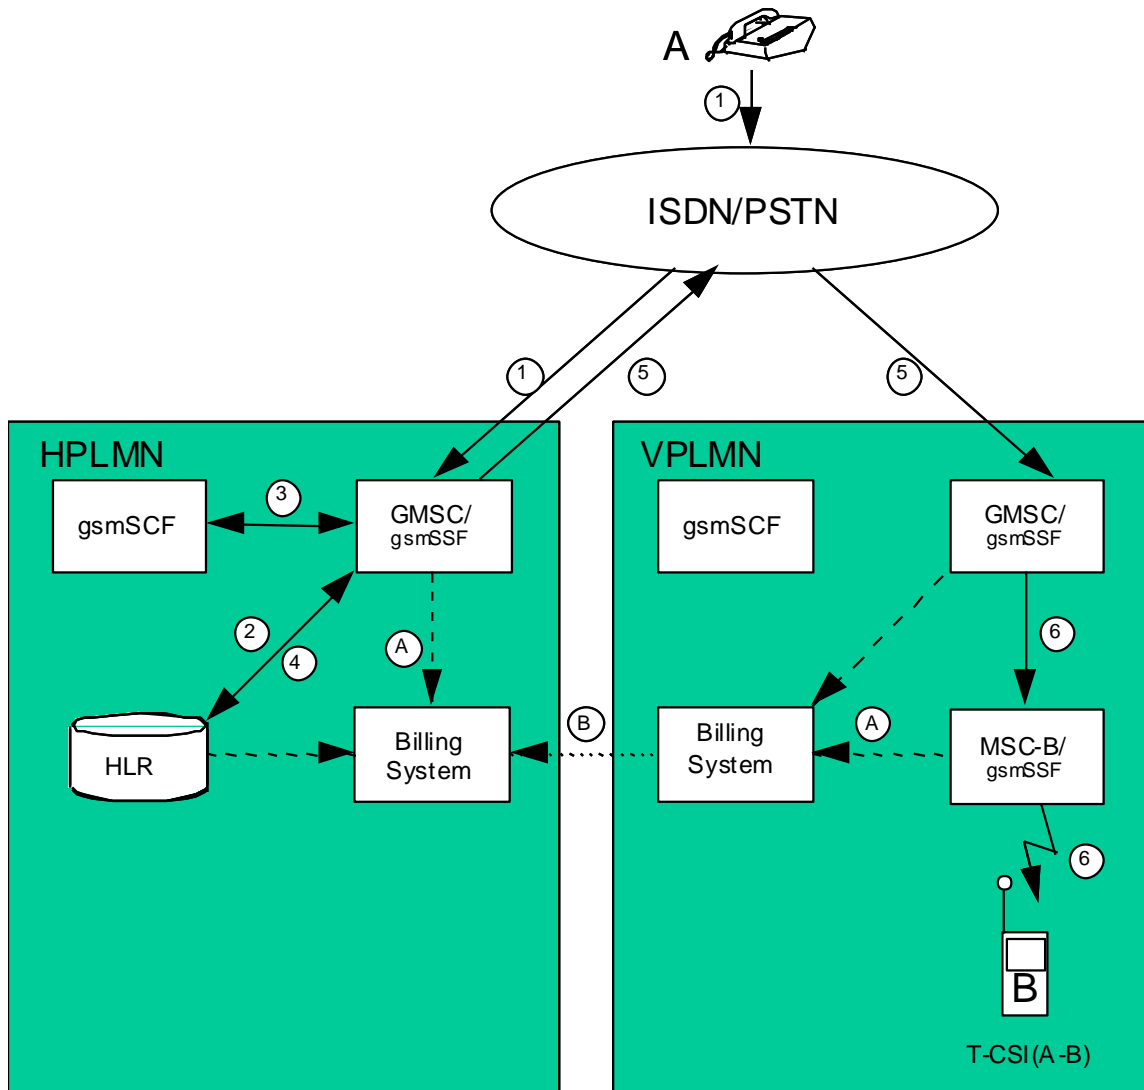 A
1
ISDN/PSTN
1
5
5
HPLMN
VPLMN
gsmSCF
3
GMSC/
gsmSSF
gsmSCF
GMSC/
gsmSSF
2
4
A
6
HLR
Billing
System
B
Billing
System
A
MSC-B/
gsmSSF
6
B
T-CSI(A-B)